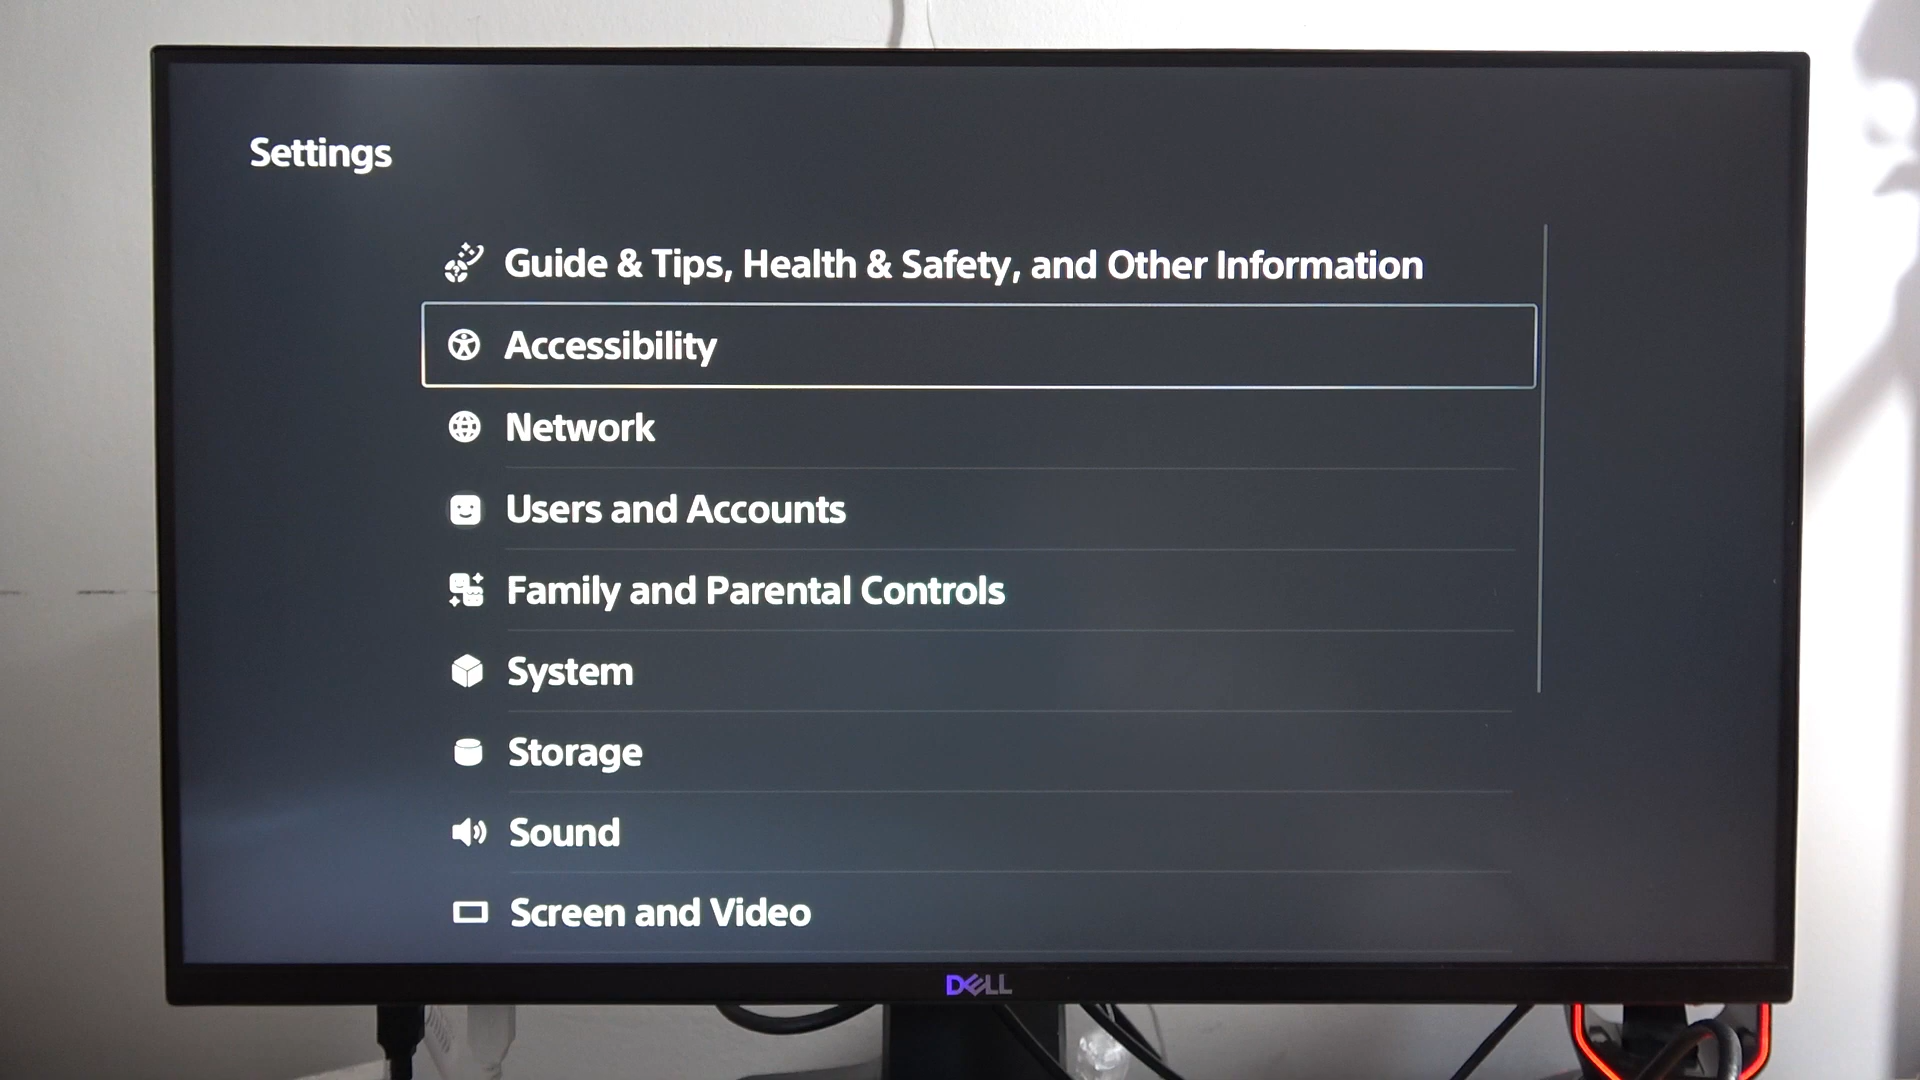 Settings
Guide & Tips, Health & Safety, and Other Information
Accessibility
Network
Users and Accounts
Family and Parental Controls
System
Storage
Sound
Screen and Video
DELL